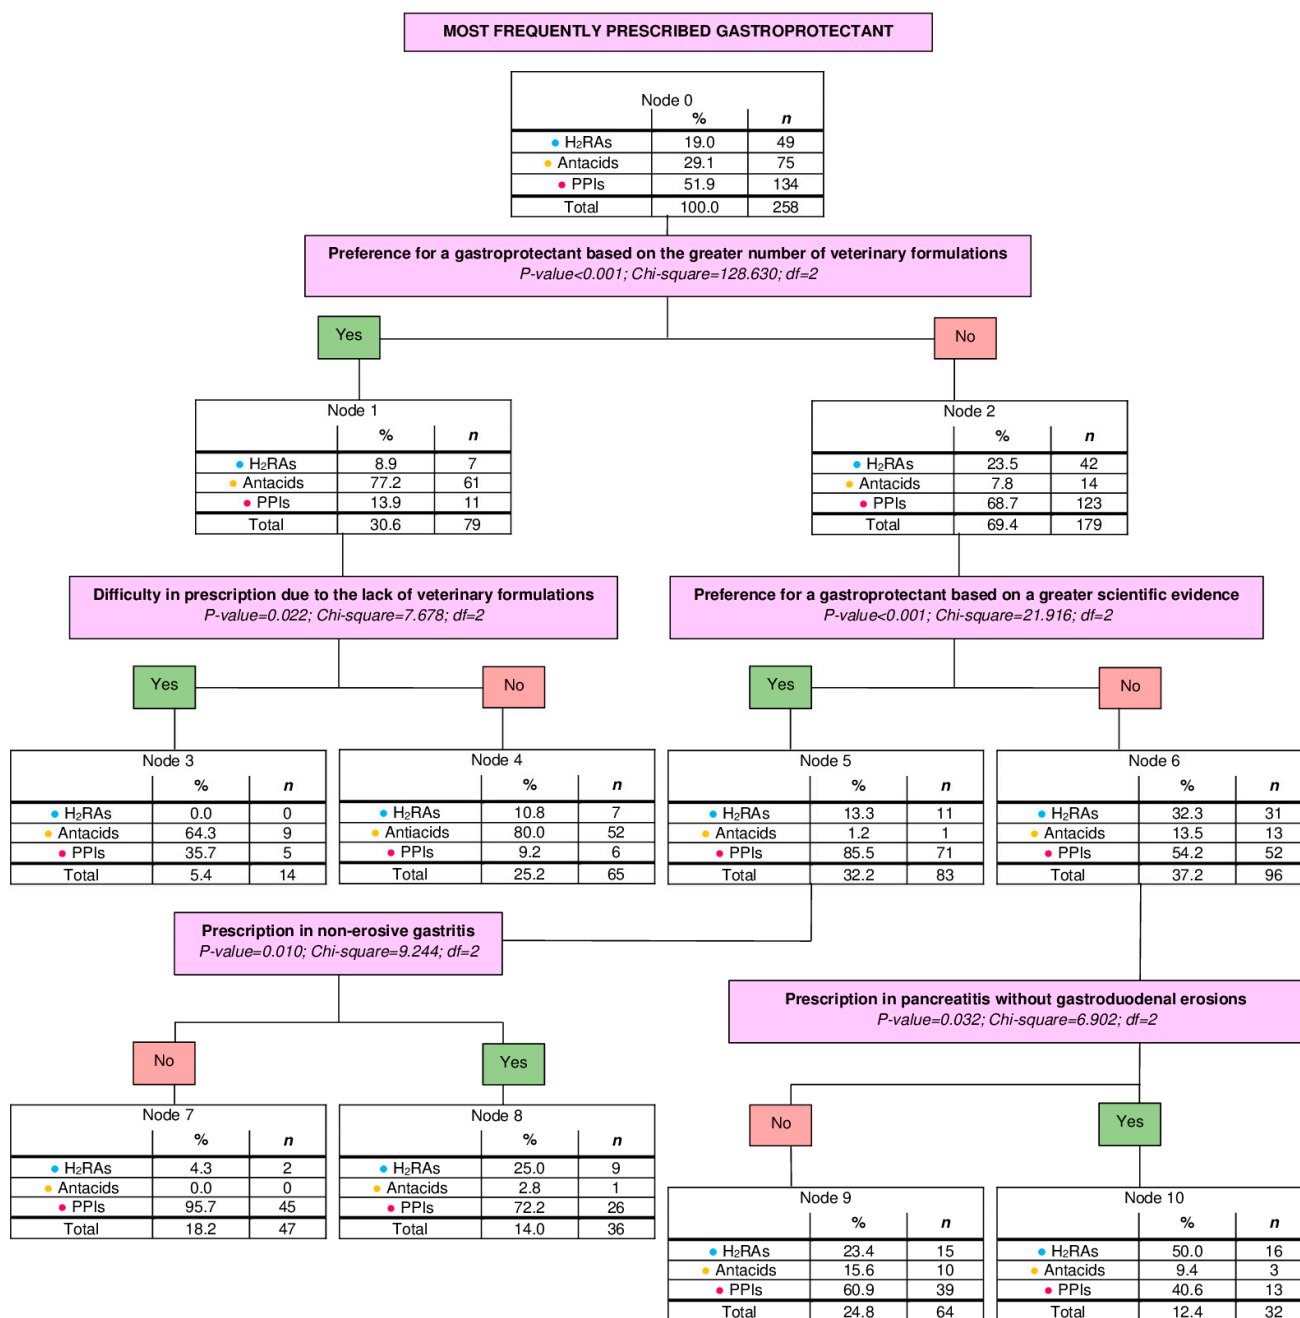 MOST FREQUENTLY PRESCRIBED GASTROPROTECTANT
Node 0
% n
H₂RAs 19.0 49
Antacids 29.1 75
PPIs 51.9 134
Total 100.0 258
Preference for a gastroprotectant based on the greater number of veterinary formulations
P-value<0.001; Chi-square=128.630; df=2
Yes
No
Node 1
% n
H₂RAs 8.9 7
Antacids 77.2 61
PPIs 13.9 11
Total 30.6 79
Node 2
% n
H₂RAs 23.5 42
Antacids 7.8 14
PPIs 68.7 123
Total 69.4 179
Difficulty in prescription due to the lack of veterinary formulations
P-value=0.022; Chi-square=7.678; df=2
Preference for a gastroprotectant based on a greater scientific evidence
P-value<0.001; Chi-square=21.916; df=2
Yes
No
Yes
No
Node 3
% n
H₂RAs 0.0 0
Antacids 64.3 9
PPIs 35.7 5
Total 5.4 14
Node 4
% n
H₂RAs 10.8 7
Antiacids 80.0 52
PPIs 9.2 6
Total 25.2 65
Node 5
% n
H₂RAs 13.3 11
Antacids 1.2 1
PPIs 85.5 71
Total 32.2 83
Node 6
% n
H₂RAs 32.3 31
Antacids 13.5 13
PPIs 54.2 52
Total 37.2 96
Prescription in non-erosive gastritis
P-value=0.010; Chi-square=9.244; df=2
Prescription in pancreatitis without gastroduodenal erosions
P-value=0.032; Chi-square=6.902; df=2
No
Yes
No
Yes
Node 7
% n
H₂RAs 4.3 2
Antacids 0.0 0
PPIs 95.7 45
Total 18.2 47
Node 8
% n
H₂RAs 25.0 9
Antacids 2.8 1
PPIs 72.2 26
Total 14.0 36
Node 9
% n
H₂RAs 23.4 15
Antacids 15.6 10
PPIs 60.9 39
Total 24.8 64
Node 10
% n
H₂RAs 50.0 16
Antacids 9.4 3
PPIs 40.6 13
Total 12.4 32